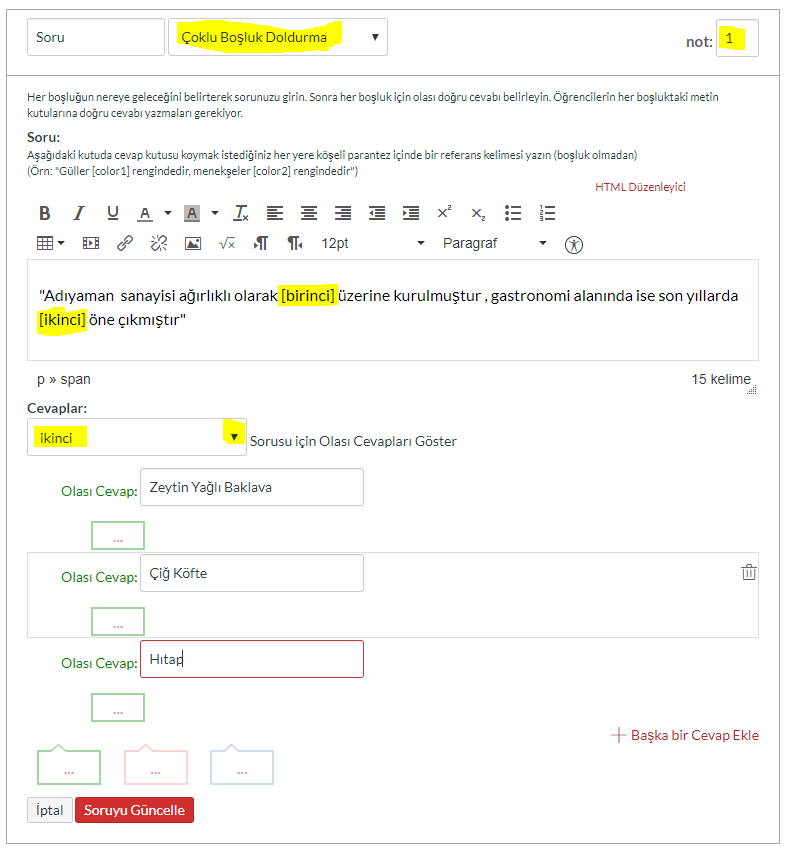 Soru Çoklu Boşluk Doldurma ▼ not: 1
Her boşluğun nereye geleceğini belirterek sorunuzu girin. Sonra her boşluk için olası doğru cevabı belirleyin. Öğrencilerin her boşluktaki metin
kutularına doğru cevabı yazmaları gerekiyor.
Soru:
Aşağıdaki kutuda cevap kutusu koymak istediğiniz her yere köşeli parantez içinde bir referans kelimesi yazın (boşluk olmadan)
(Örn: "Güller [color1] rengindedir, menekşeler [color2] rengindedir")
HTML Düzenleyici
12pt Paragraf
"Adıyaman sanayisi ağırlıklı olarak [birinci] üzerine kurulmuştur , gastronomi alanında ise son yıllarda
[ikinci] öne çıkmıştır"
p » span 15 kelime
Cevaplar:
ikinci ▼ Sorusu için Olası Cevapları Göster
Olası Cevap: Zeytin Yağlı Baklava
...
Olası Cevap: Çiğ Köfte
...
Olası Cevap: Hıtap
...
Başka bir Cevap Ekle
... ... ...
İptal Soruyu Güncelle